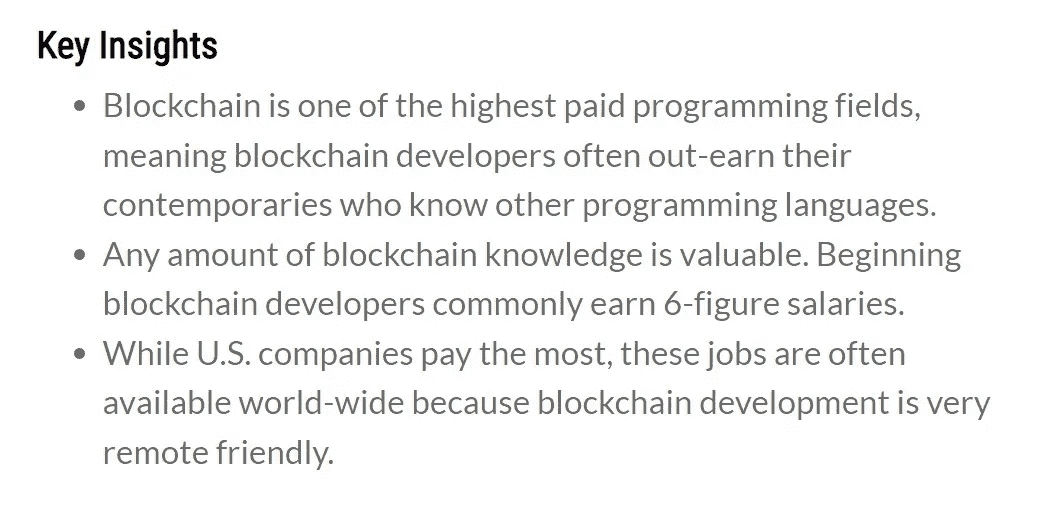 Key Insights
• Blockchain is one of the highest paid programming fields,
meaning blockchain developers often out-earn their
contemporaries who know other programming languages.
• Any amount of blockchain knowledge is valuable. Beginning
blockchain developers commonly earn 6-figure salaries.
• While U.S. companies pay the most, these jobs are often
available world-wide because blockchain development is very
remote friendly.